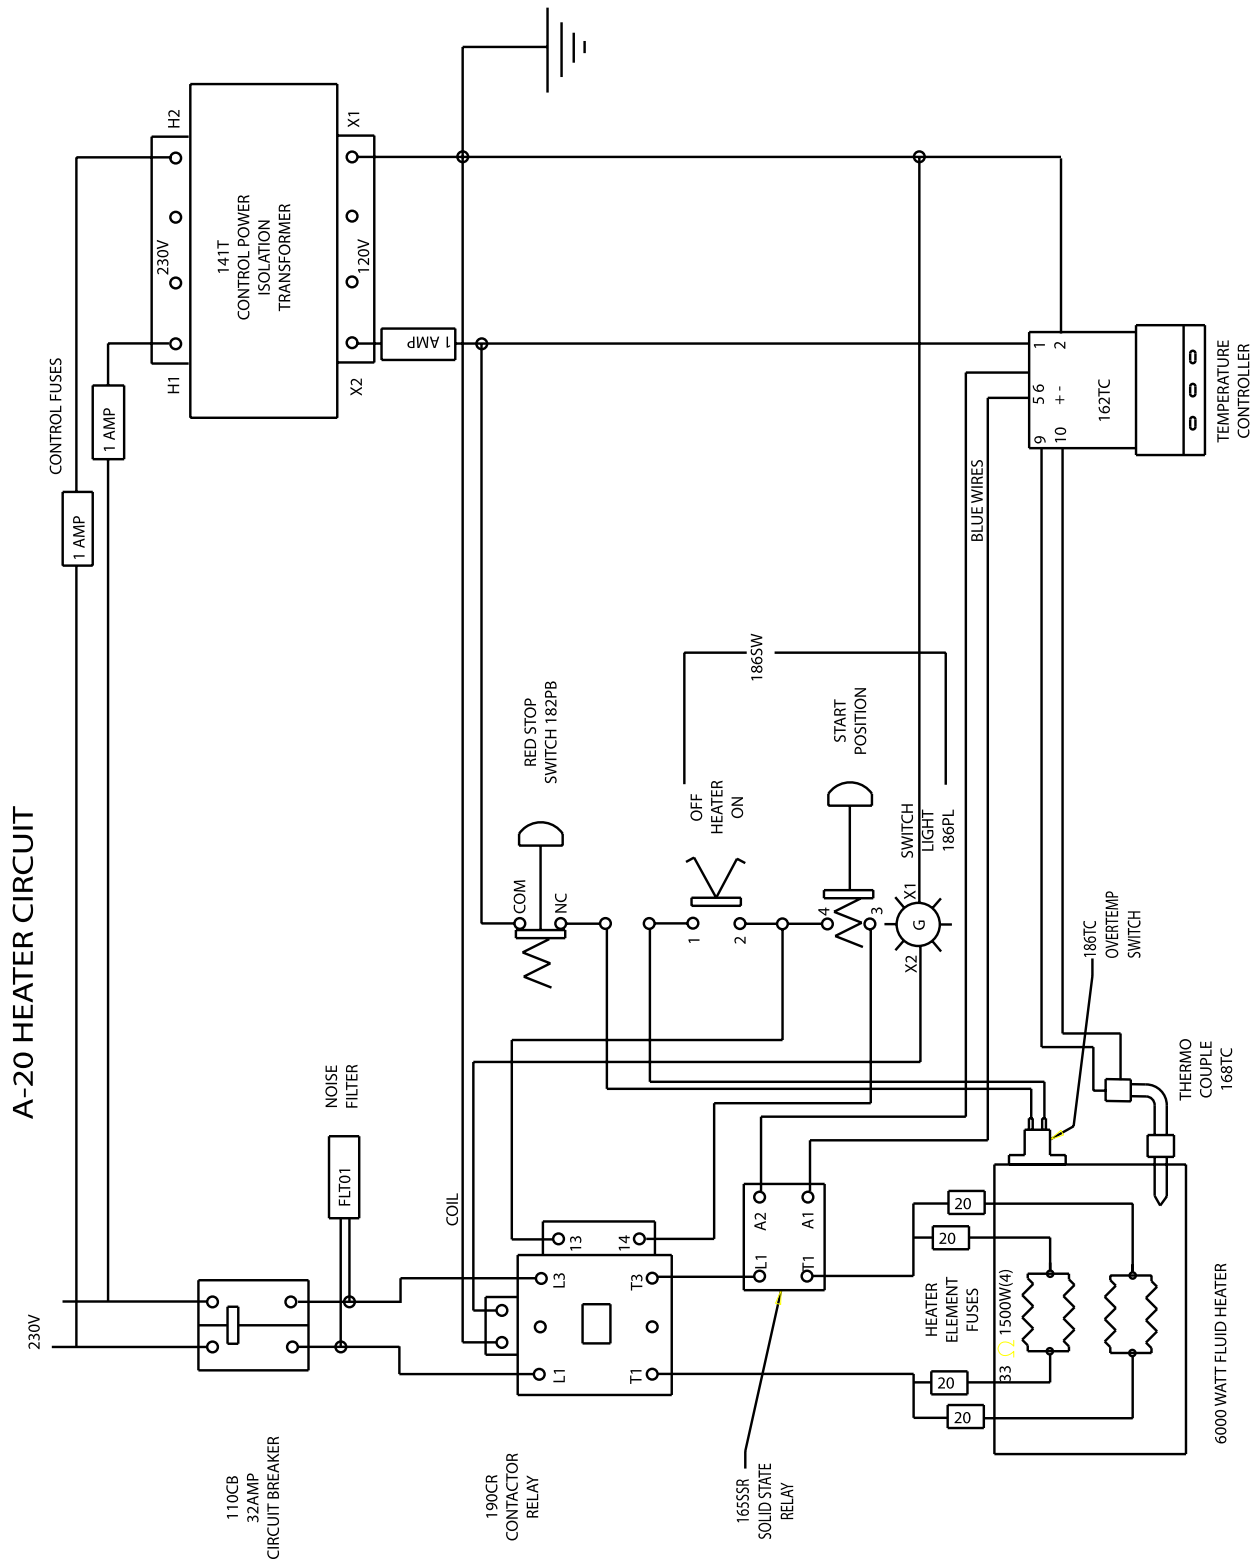 A-20 HEATER CIRCUIT
230V
110CB
32AMP
CIRCUIT BREAKER
NOISE
FILTER
FLT01
CONTROL FUSES
1 AMP
1 AMP
H1
H2
230V
141T
CONTROL POWER
ISOLATION
TRANSFORMER
120V
X2
X1
1 AMP
190CR
CONTACTOR
RELAY
COIL
L1
L3
T1
T3
13
14
RED STOP
SWITCH 182PB
COM
NC
186SW
OFF
HEATER
ON
1
2
START
POSITION
4
3
SWITCH
LIGHT
186PL
X2
G
X1
165SSR
SOLID STATE
RELAY
L1
A2
T1
A1
BLUE WIRES
HEATER
ELEMENT
FUSES
20
20
20
20
33 Ω 1500W(4)
6000 WATT FLUID HEATER
186TC
OVERTEMP
SWITCH
THERMO
COUPLE
168TC
9
5 6
1
10
+ -
2
162TC
TEMPERATURE
CONTROLLER